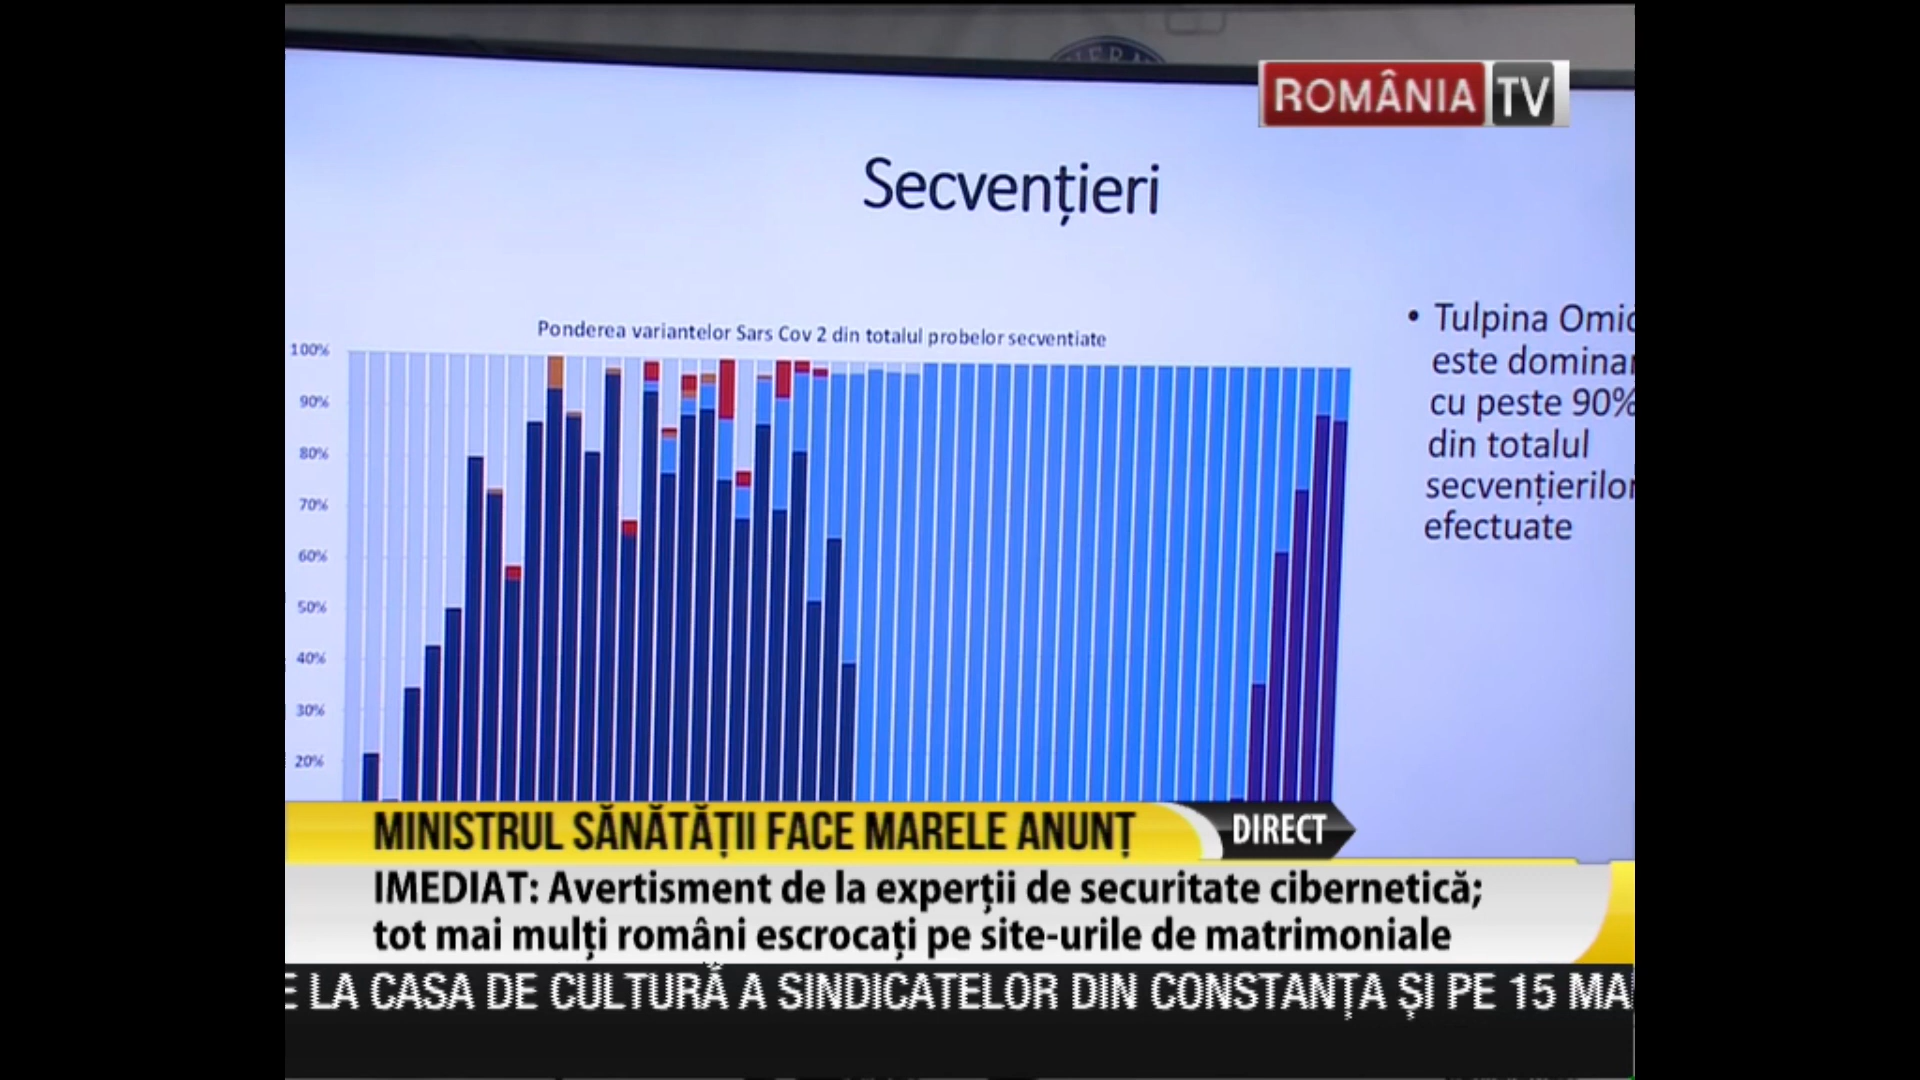 ROMÂNIA TV
Secvențieri
Ponderea variantelor Sars Cov 2 din totalul probelor secventiate
100%
90%
80%
70%
60%
50%
40%
30%
20%
• Tulpina Omic
este dominan
cu peste 90%
din totalul
secvențierilor
efectuate
MINISTRUL SĂNĂTĂȚII FACE MARELE ANUNȚ
DIRECT
IMEDIAT: Avertisment de la experții de securitate cibernetică;
tot mai mulți români escrocați pe site-urile de matrimoniale
E LA CASA DE CULTURĂ A SINDICATELOR DIN CONSTANȚA ȘI PE 15 MA